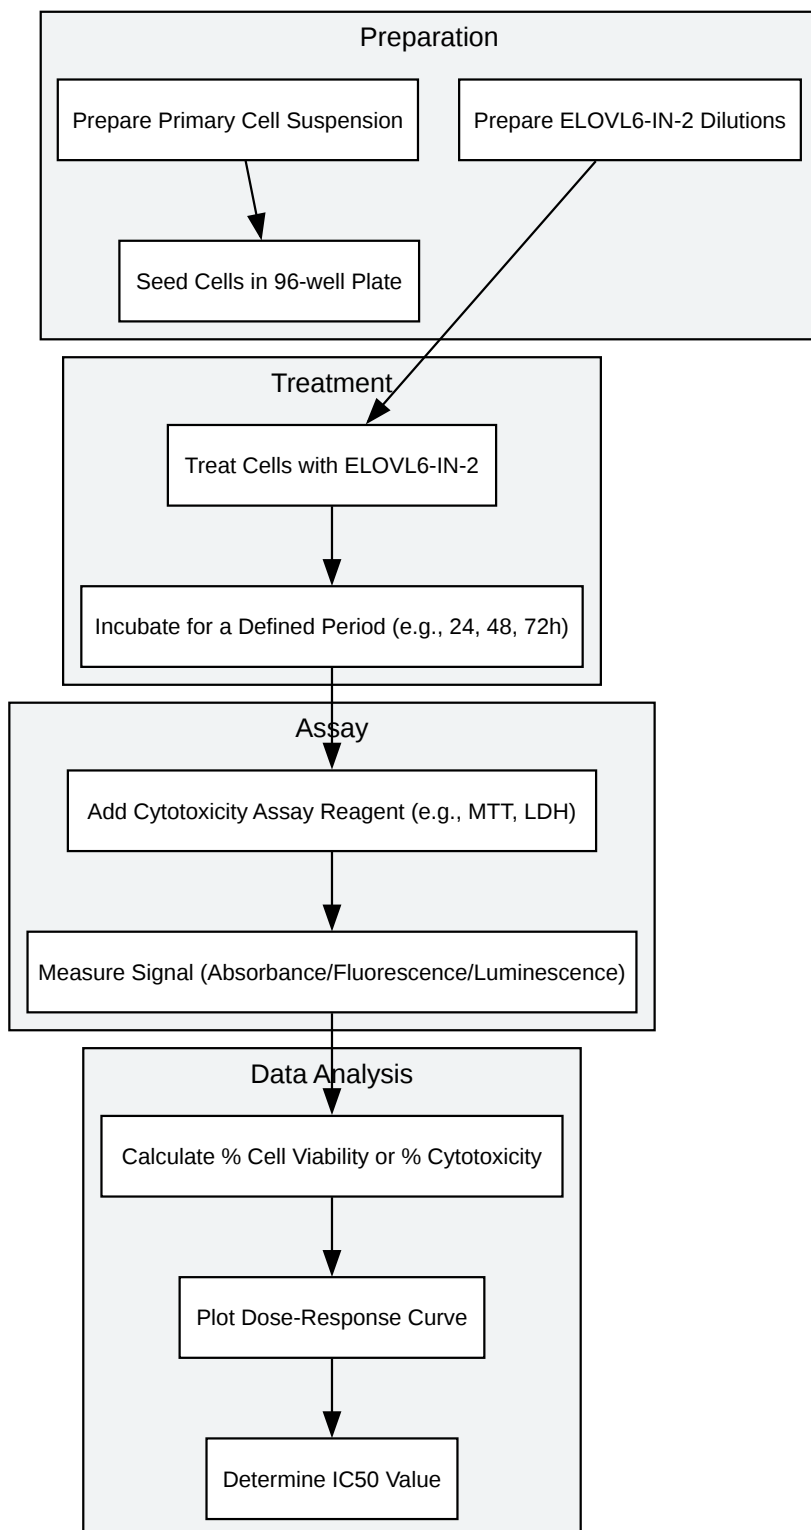 Preparation
Prepare Primary Cell Suspension
Prepare ELOVL6-IN-2 Dilutions
Seed Cells in 96-well Plate
Treatment
Treat Cells with ELOVL6-IN-2
Incubate for a Defined Period (e.g., 24, 48, 72h)
Assay
Add Cytotoxicity Assay Reagent (e.g., MTT, LDH)
Measure Signal (Absorbance/Fluorescence/Luminescence)
Data Analysis
Calculate % Cell Viability or % Cytotoxicity
Plot Dose-Response Curve
Determine IC50 Value